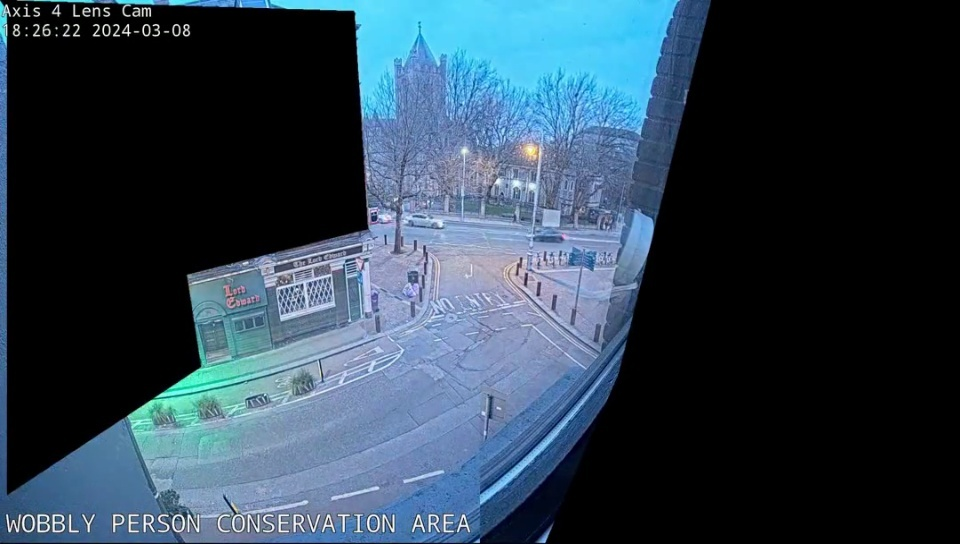 Axis 4 Lens Cam
18:26:22 2024-03-08
The Lord Edward
Lord
Edward
NO ENTRY
WOBBLY PERSON CONSERVATION AREA